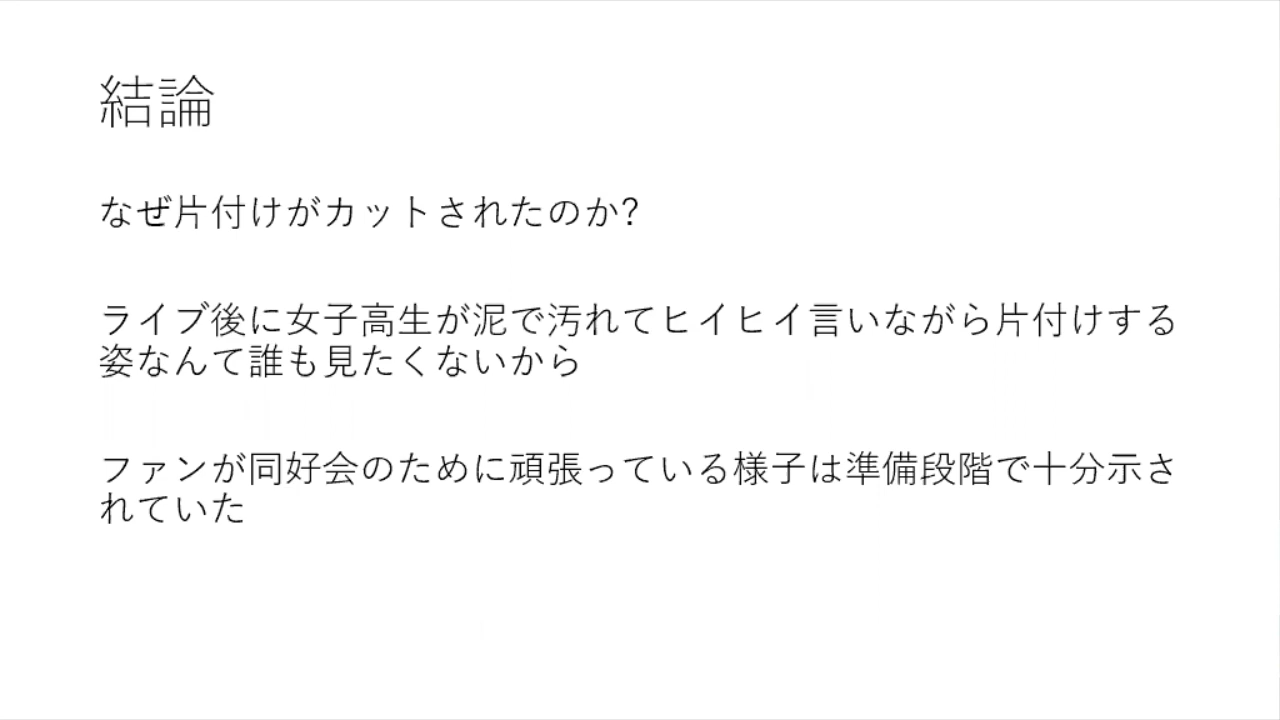 結論
なぜ片付けがカットされたのか?
ライブ後に女子高生が泥で汚れてヒイヒイ言いながら片付けする
姿なんて誰も見たくないから
ファンが同好会のために頑張っている様子は準備段階で十分示さ
れていた